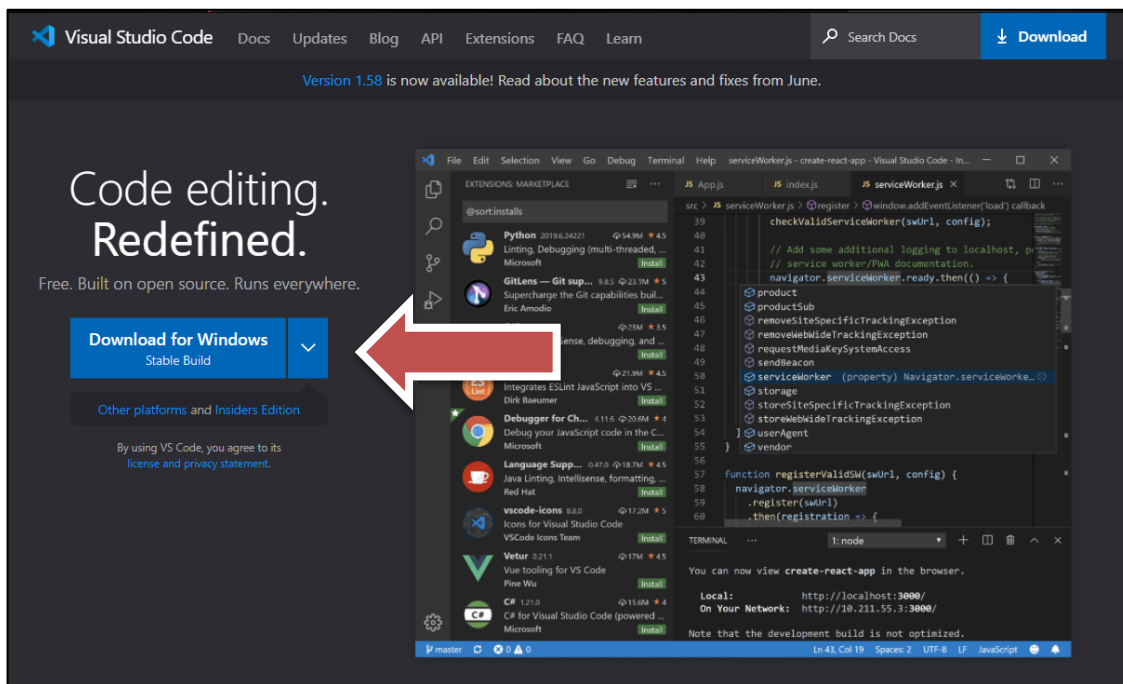 Visual Studio Code Docs Updates Blog API Extensions FAQ Learn Search Docs Download
Version 1.58 is now available! Read about the new features and fixes from June.
Code editing.
Redefined.
Free. Built on open source. Runs everywhere.
Download for Windows
Stable Build
Other platforms and Insiders Edition
By using VS Code, you agree to its
license and privacy statement.
File Edit Selection View Go Debug Terminal Help serviceWorker.js - create-react-app - Visual Studio Code - In...
EXTENSIONS: MARKETPLACE
@sort:installs
Python 2019.6.24221 54.9M ★ 4.5
Linting, Debugging (multi-threaded, ...
Microsoft Install
GitLens — Git sup... 9.8.5 23.1M ★ 5
Supercharge the Git capabilities buil...
Eric Amodio Install
23M ★ 3.5
Sense, debugging, and ...
Install
21.9M ★ 4.5
Integrates ESLint JavaScript into VS ...
Dirk Baeumer Install
Debugger for Ch... 4.11.6 20.6M ★ 4
Debug your JavaScript code in the C...
Microsoft Install
Language Supp... 0.47.0 18.7M ★ 4.5
Java Linting, Intellisense, formatting, ...
Red Hat Install
vscode-icons 8.8.0 17.2M ★ 5
Icons for Visual Studio Code
VSCode Icons Team Install
Vetur 0.21.1 17M ★ 4.5
Vue tooling for VS Code
Pine Wu Install
C# 1.21.0 15.6M ★ 4
C# for Visual Studio Code (powered ...
Microsoft Install
JS App.js JS index.js JS serviceWorker.js ×
src > JS serviceWorker.js > register > window.addEventListener('load') callback
39 checkValidServiceWorker(swUrl, config);
40
41 // Add some additional logging to localhost, p
42 // service worker/PWA documentation.
43 navigator.serviceWorker.ready.then(() => {
44 product
45 productSub
46 removeSiteSpecificTrackingException
47 removeWebWideTrackingException
48 requestMediaKeySystemAccess
49 sendBeacon
50 serviceWorker (property) Navigator.serviceWorke...
51 storage
52 storeSiteSpecificTrackingException
53 storeWebWideTrackingException
54 } userAgent
55 } vendor
56
57 function registerValidSW(swUrl, config) {
58 navigator.serviceWorker
59 .register(swUrl)
60 .then(registration => {
TERMINAL ... 1: node
You can now view create-react-app in the browser.
Local: http://localhost:3000/
On Your Network: http://10.211.55.3:3000/
Note that the development build is not optimized.
master 0 0 Ln 43, Col 19 Spaces: 2 UTF-8 LF JavaScript